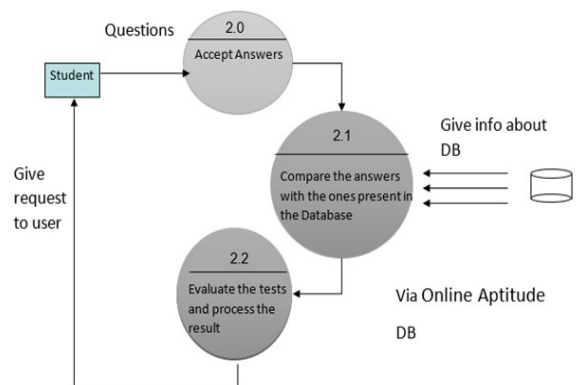 Questions
2.0
Accept Answers
Student
2.1
Give info about
DB
Compare the answers
with the ones present in
the Database
Give
request
to user
2.2
Evaluate the tests
and process the
result
Via Online Aptitude
DB